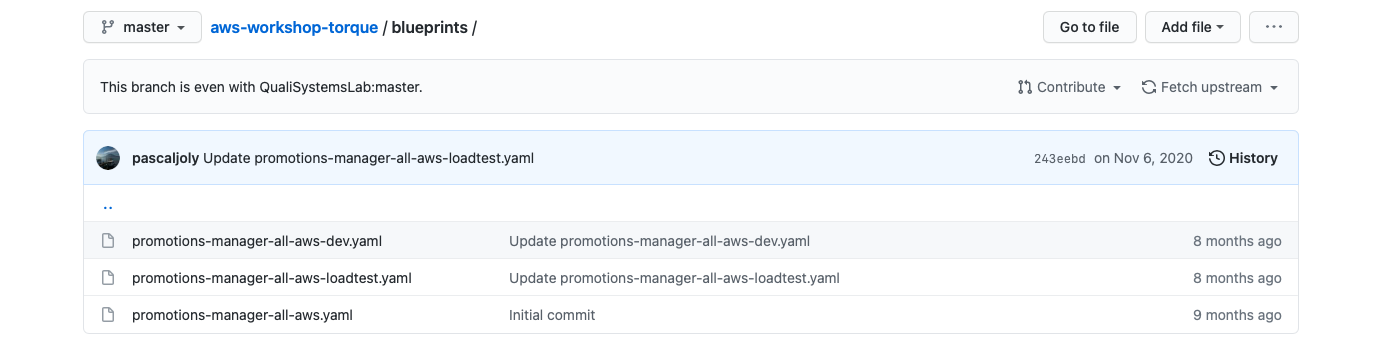 master aws-workshop-torque / blueprints / Go to file Add file ...
This branch is even with QualiSystemsLab:master. Contribute Fetch upstream
pascaljoly Update promotions-manager-all-aws-loadtest.yaml 243eebd on Nov 6, 2020 History
..
promotions-manager-all-aws-dev.yaml Update promotions-manager-all-aws-dev.yaml 8 months ago
promotions-manager-all-aws-loadtest.yaml Update promotions-manager-all-aws-loadtest.yaml 8 months ago
promotions-manager-all-aws.yaml Initial commit 9 months ago